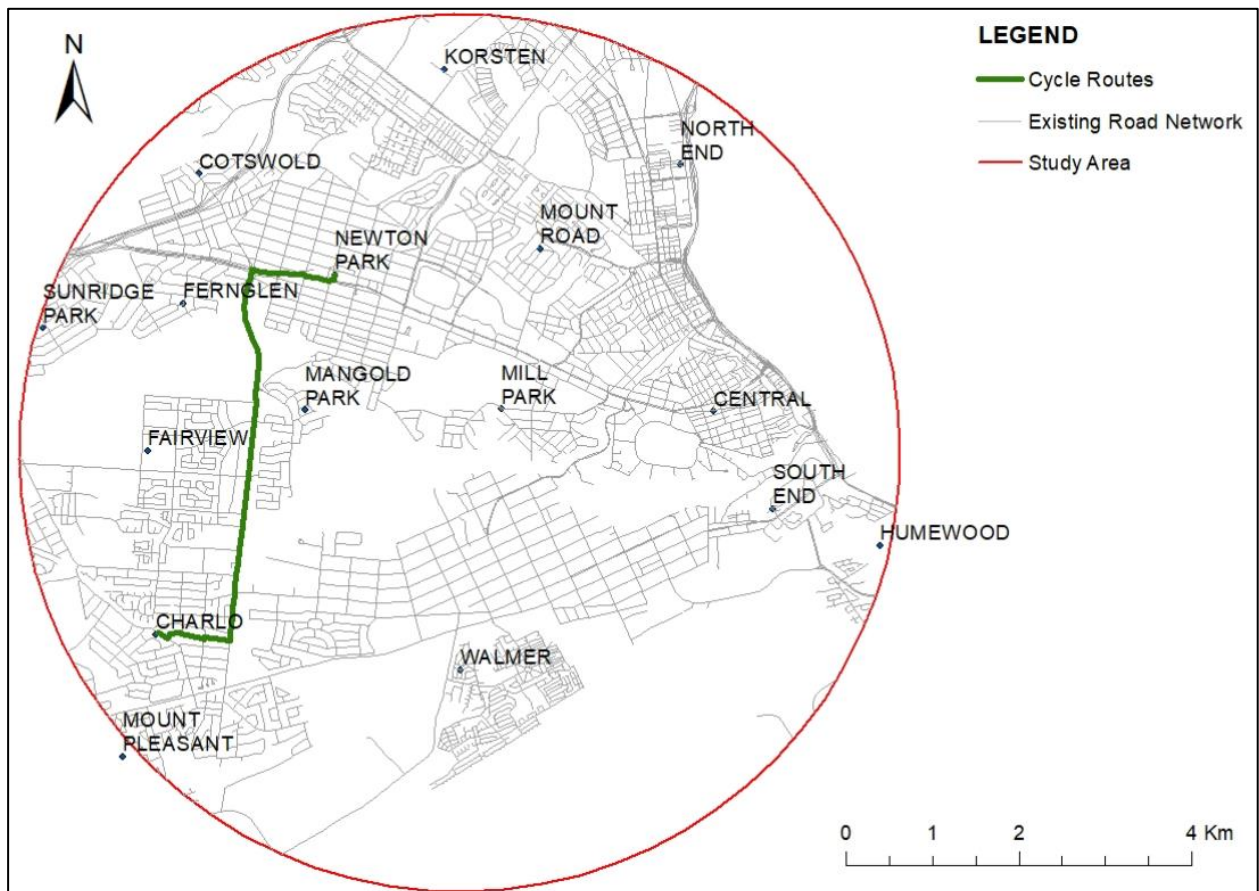 N
KORSTEN
LEGEND
Cycle Routes
Existing Road Network
Study Area
NORTH
END
COTSWOLD
MOUNT
ROAD
NEWTON
PARK
SUNRIDGE
PARK
FERNGLEN
MANGOLD
PARK
MILL
PARK
CENTRAL
FAIRVIEW
SOUTH
END
HUMEWOOD
CHARLO
WALMER
MOUNT
PLEASANT
0 1 2 4 Km